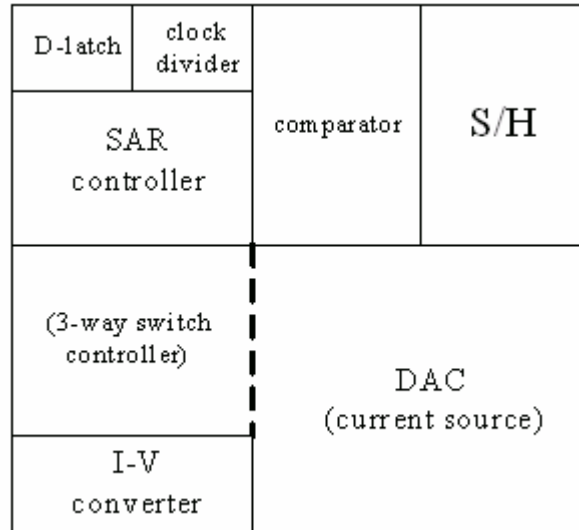 D-latch
clock
divider
SAR
controller
comparator
S/H
(3-way switch
controller)
DAC
(current source)
I-V
converter